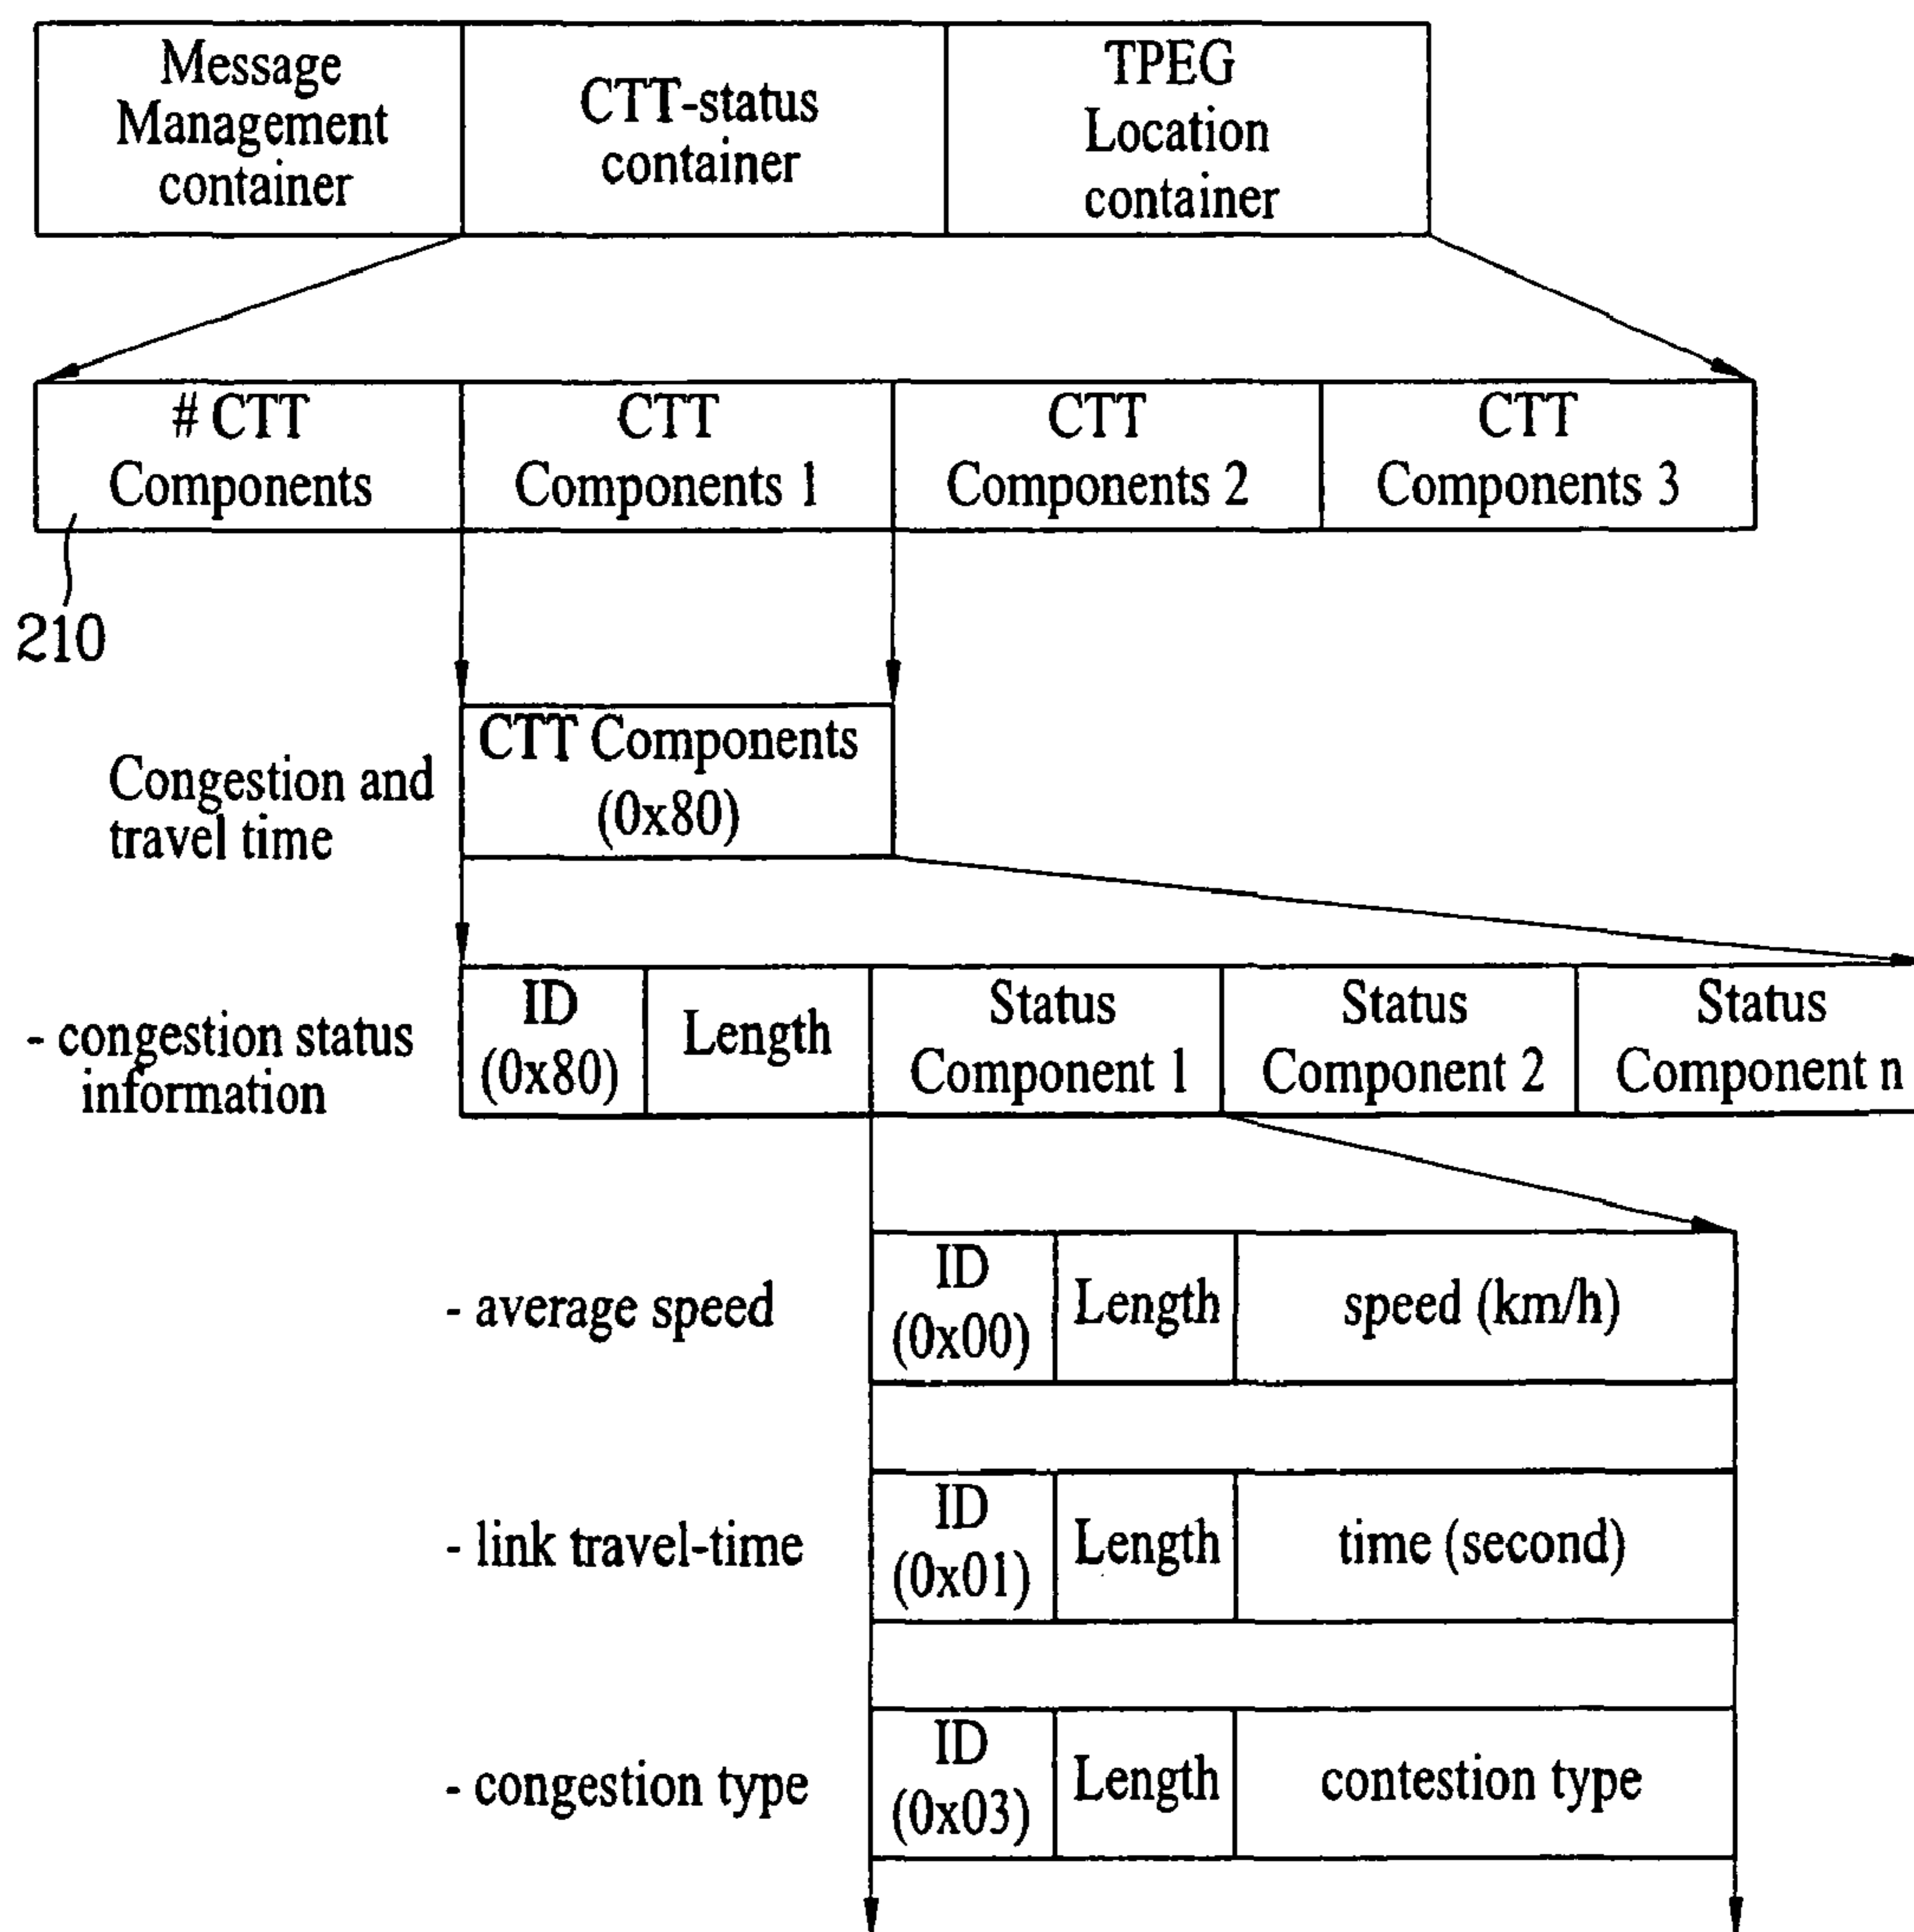 Message
Management
container
CTT-status
container
TPEG
Location
container
# CTT
Components
CTT
Components 1
CTT
Components 2
CTT
Components 3
210
Congestion and
travel time
CTT Components
(0x80)
- congestion status
information
ID
(0x80)
Length
Status
Component 1
Status
Component 2
Status
Component n
- average speed
ID
(0x00)
Length
speed (km/h)
- link travel-time
ID
(0x01)
Length
time (second)
- congestion type
ID
(0x03)
Length
contestion type